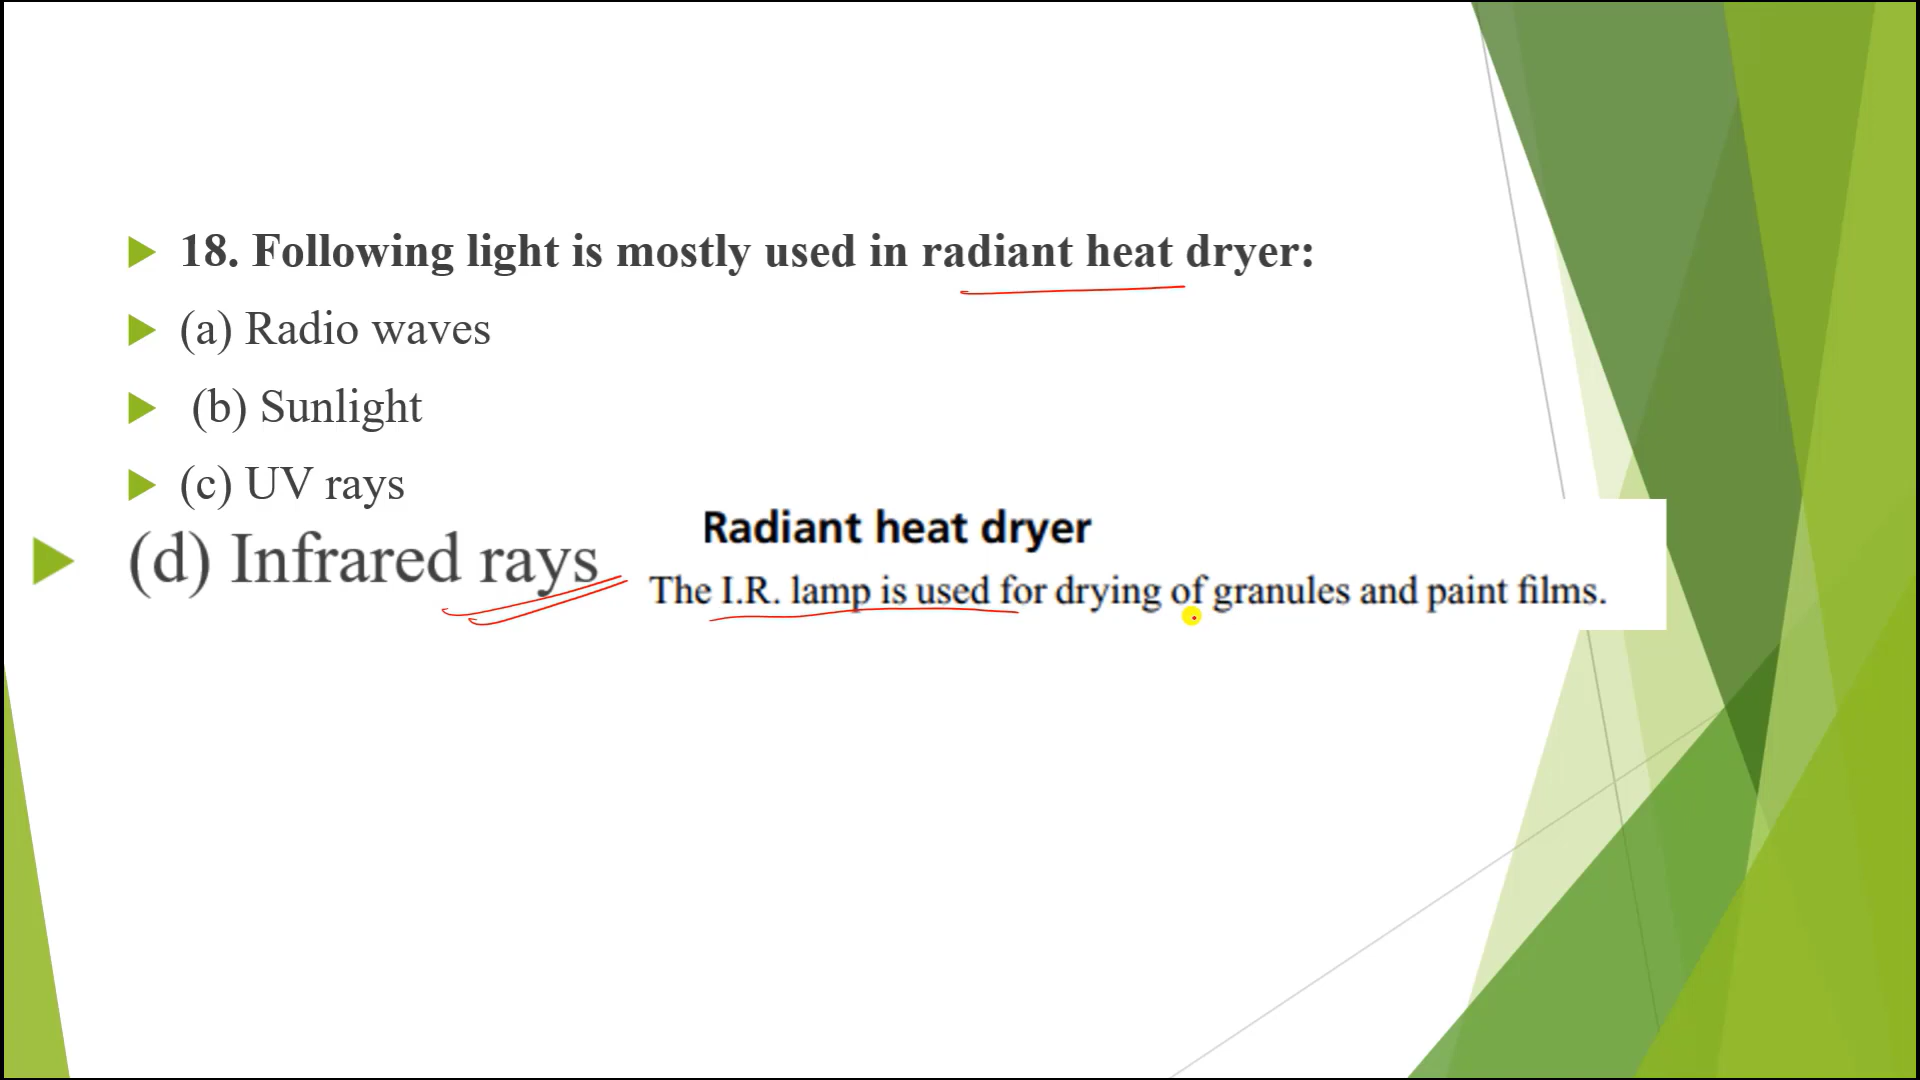 18. Following light is mostly used in radiant heat dryer:
(a) Radio waves
(b) Sunlight
(c) UV rays
(d) Infrared rays
Radiant heat dryer
The I.R. lamp is used for drying of granules and paint films.